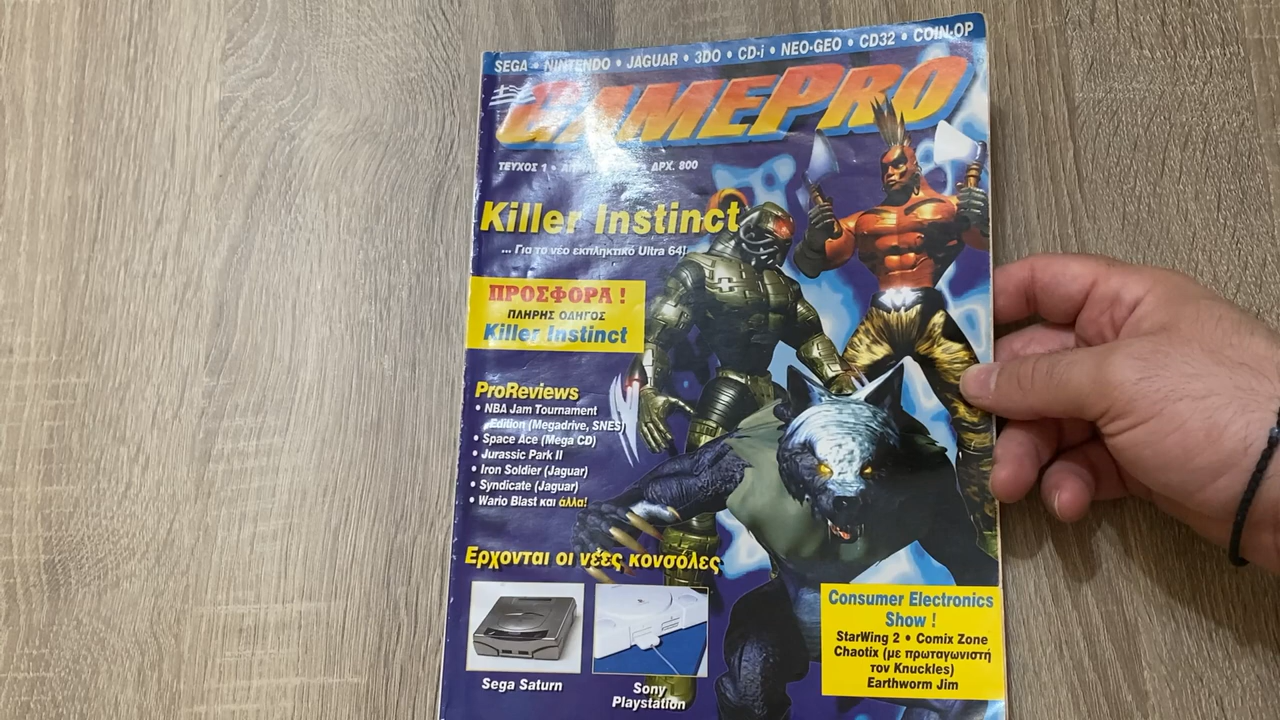 SEGA • NINTENDO • JAGUAR • 3DO • CD-i • NEO-GEO • CD32 • COIN-OP
GAMEPRO
ΤΕΥΧΟΣ 1 • • ΔΡΧ. 800
Killer Instinct
... Για το νέο εκπληκτικό Ultra 64!
ΠΡΟΣΦΟΡΑ !
ΠΛΗΡΗΣ ΟΔΗΓΟΣ
Killer Instinct
ProReviews
• NBA Jam Tournament
Edition (Megadrive, SNES)
• Space Ace (Mega CD)
• Jurassic Park II
• Iron Soldier (Jaguar)
• Syndicate (Jaguar)
• Wario Blast και άλλα!
Ερχονται οι νέες κονσόλες
Sega Saturn
Sony
Playstation
Consumer Electronics
Show !
StarWing 2 • Comix Zone
Chaotix (με πρωταγωνιστή
τον Knuckles)
Earthworm Jim